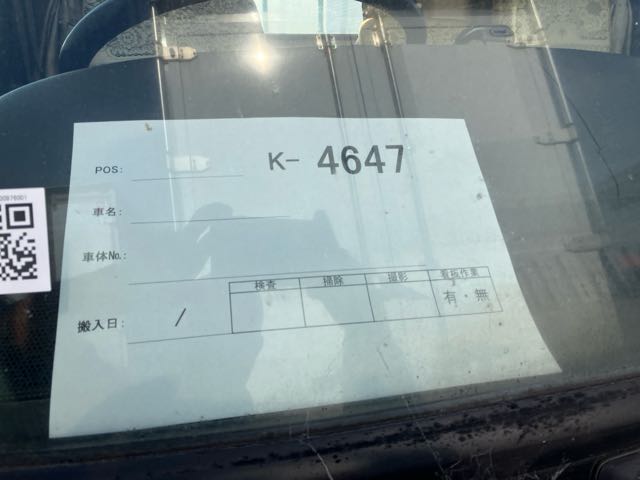 POS:
K- 4647
車名:
車体No.:
検査 掃除 撮影 看板作業
搬入日: / 有・無